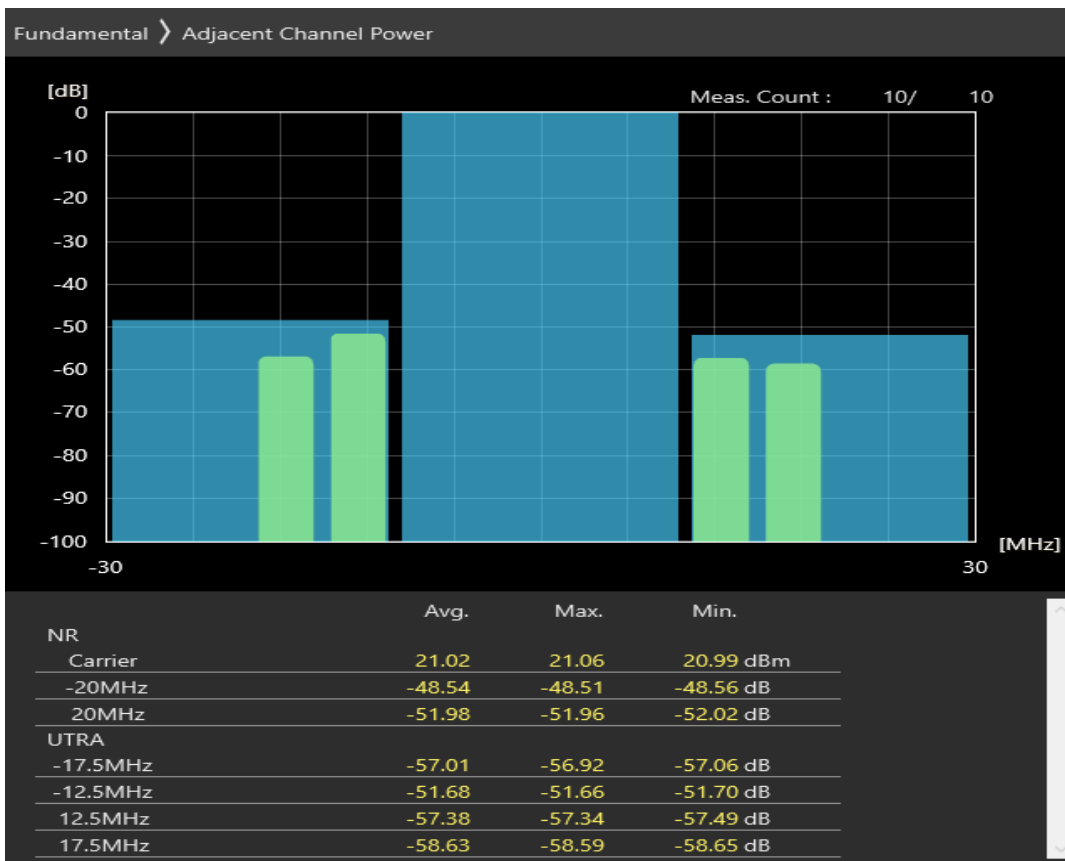 Fundamental 〉 Adjacent Channel Power
[dB]
Meas. Count : 10/ 10
0
-10
-20
-30
-40
-50
-60
-70
-80
-90
-100
[MHz]
-30 30
Avg. Max. Min.
NR
Carrier 21.02 21.06 20.99 dBm
-20MHz -48.54 -48.51 -48.56 dB
20MHz -51.98 -51.96 -52.02 dB
UTRA
-17.5MHz -57.01 -56.92 -57.06 dB
-12.5MHz -51.68 -51.66 -51.70 dB
12.5MHz -57.38 -57.34 -57.49 dB
17.5MHz -58.63 -58.59 -58.65 dB